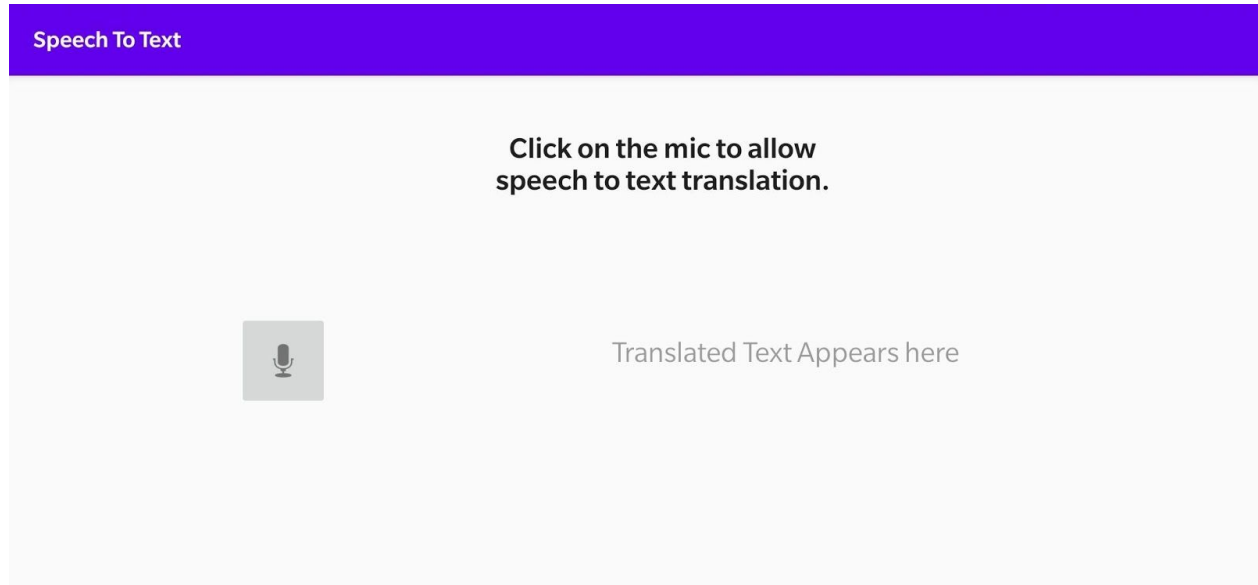 Speech To Text
Click on the mic to allow
speech to text translation.
Translated Text Appears here